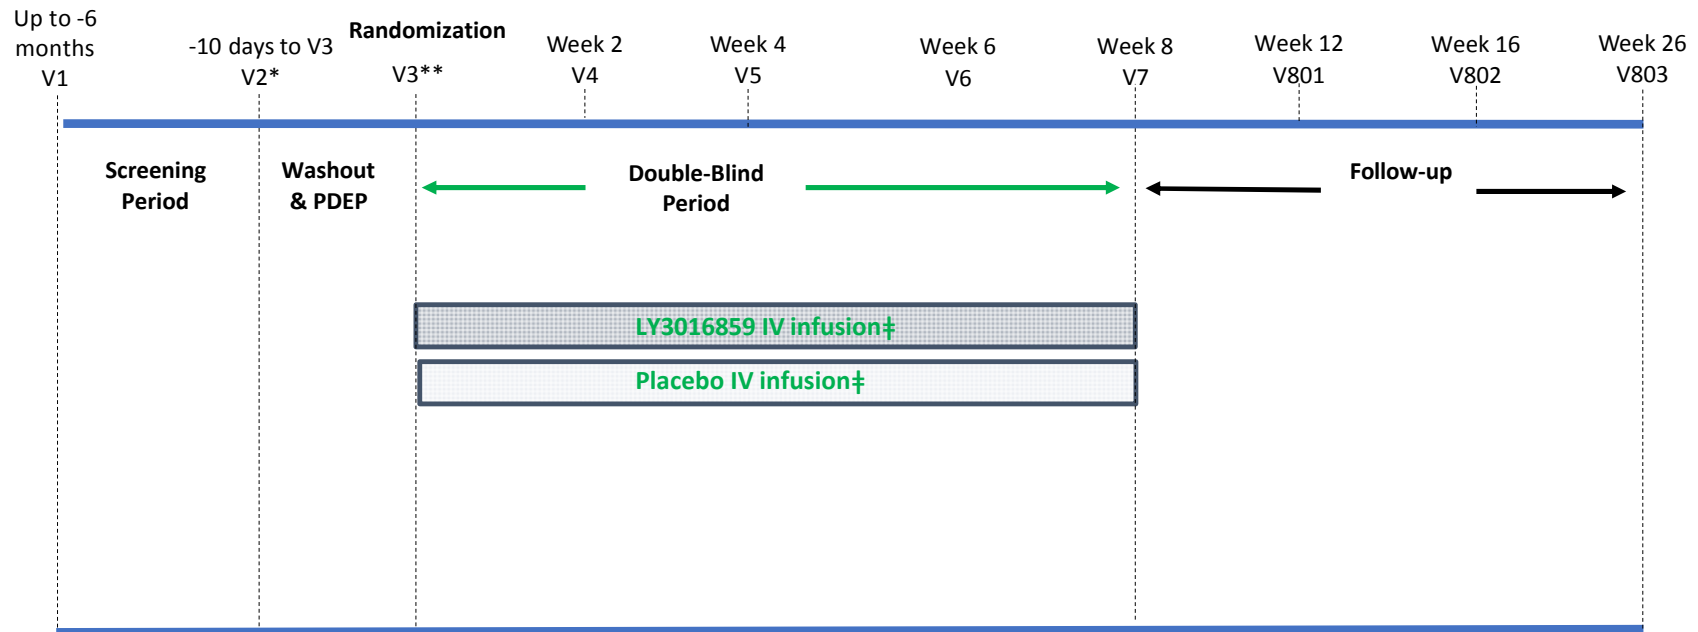 Up to -6
months
V1
-10 days to V3
V2*
Randomization
V3**
Week 2
V4
Week 4
V5
Week 6
V6
Week 8
V7
Week 12
V801
Week 16
V802
Week 26
V803
Screening
Period
Washout
& PDEP
Double-Blind
Period
Follow-up
LY3016859 IV infusion‡
Placebo IV infusion‡